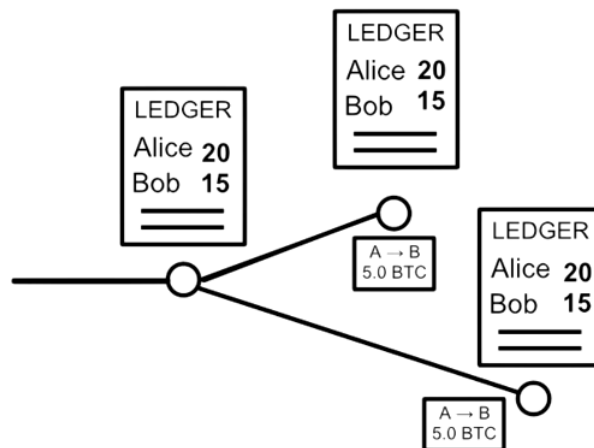 LEDGER
Alice 20
Bob 15
LEDGER
Alice 20
Bob 15
A → B
5.0 BTC
LEDGER
Alice 20
Bob 15
A → B
5.0 BTC